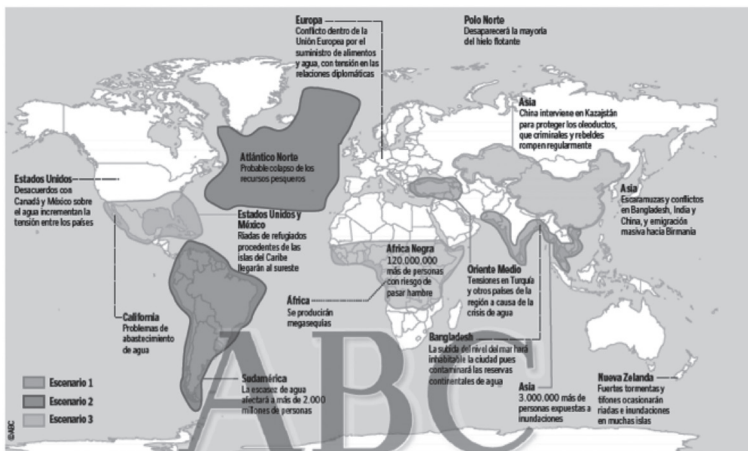 Europa
Conflicto dentro de la
Unión Europea por el
suministro de alimentos
y agua, con tensión en las
relaciones diplomáticas
Polo Norte
Desaparecerá la mayoría
del hielo flotante
Asia
China interviene en Kazajstán
para proteger los oleoductos,
que criminales y rebeldes
rompen regularmente
Atlántico Norte
Probable colapso de los
recursos pesqueros
Estados Unidos
Desacuerdos con
Canadá y México sobre
el agua incrementan la
tensión entre los países
Asia
Escaramuzas y conflictos
en Bangladesh, India y
China, y emigración
masiva hacia Birmania
Estados Unidos y
México
Riadas de refugiados
procedentes de las
islas del Caribe
llegarán al sureste
Africa Negra
120.000.000
más de personas
con riesgo de
pasar hambre
Oriente Medio
Tensiones en Turquía
y otros países de la
región a causa de la
crisis de agua
África
Se producirán
megasequías
California
Problemas de
abastecimiento
de agua
Bangladesh
La subida del nivel del mar hará
inhabitable la ciudad pues
contaminará las reservas
continentales de agua
Sudamérica
La escasez de agua
afectará a más de 2.000
millones de personas
Asia
3.000.000 más de
personas expuestas a
inundaciones
Nueva Zelanda
Fuertes tormentas y
tifones ocasionarán
riadas e inundaciones
en muchas islas
Escenario 1
Escenario 2
Escenario 3
©ABC
ABC